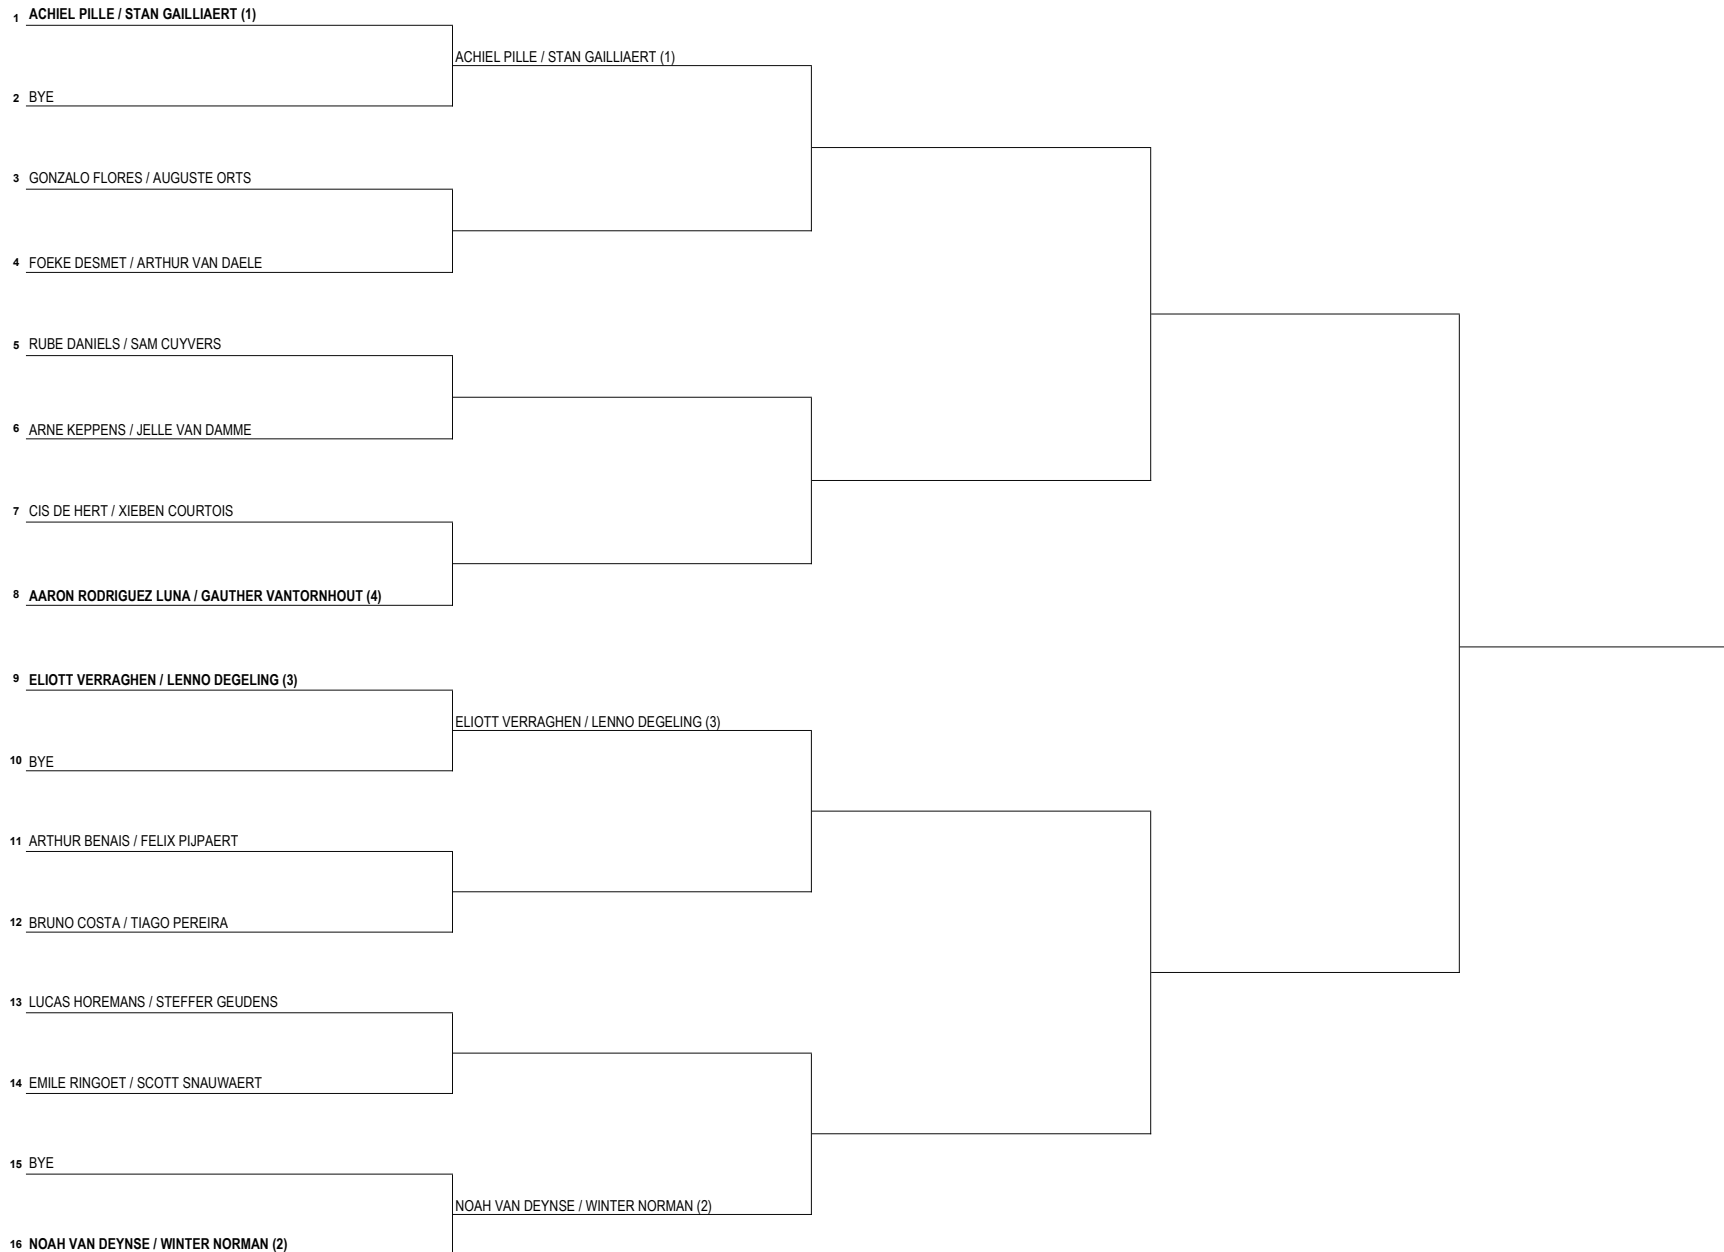 1 ACHIEL PILLE / STAN GAILLIAERT (1)
ACHIEL PILLE / STAN GAILLIAERT (1)
2 BYE
3 GONZALO FLORES / AUGUSTE ORTS
4 FOEKE DESMET / ARTHUR VAN DAELE
5 RUBE DANIELS / SAM CUYVERS
6 ARNE KEPPENS / JELLE VAN DAMME
7 CIS DE HERT / XIEBEN COURTOIS
8 AARON RODRIGUEZ LUNA / GAUTHER VANTORNHOUT (4)
9 ELIOTT VERRAGHEN / LENNO DEGELING (3)
ELIOTT VERRAGHEN / LENNO DEGELING (3)
10 BYE
11 ARTHUR BENAIS / FELIX PIJPAERT
12 BRUNO COSTA / TIAGO PEREIRA
13 LUCAS HOREMANS / STEFFER GEUDENS
14 EMILE RINGOET / SCOTT SNAUWAERT
15 BYE
NOAH VAN DEYNSE / WINTER NORMAN (2)
16 NOAH VAN DEYNSE / WINTER NORMAN (2)